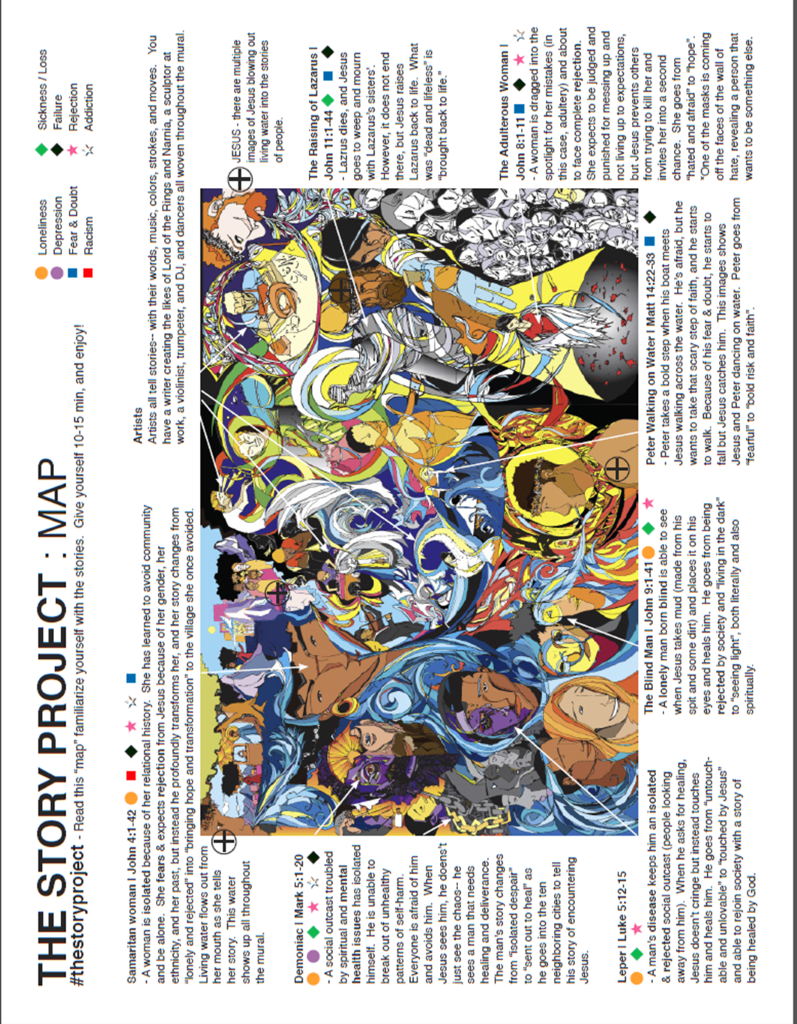 THE STORY PROJECT : MAP
#thestoryproject - Read this "map" familiarize yourself with the stories. Give yourself 10-15 min, and enjoy!
Loneliness
Depression
Fear & Doubt
Racism
Sickness / Loss
Failure
Rejection
Addiction
Samaritan woman I John 4:1-42
- A woman is isolated because of her relational history. She has learned to avoid community
and be alone. She fears & expects rejection from Jesus because of her gender, her
ethnicity, and her past, but instead he profoundly transforms her, and her story changes from
"lonely and rejected" into "bringing hope and transformation" to the village she once avoided.
Living water flows out from
her mouth as she tells
her story. This water
shows up all throughout
the mural.
Artists
Artists all tell stories-- with their words, music, colors, strokes, and moves. You
have a writer creating the likes of Lord of the Rings and Narnia, a sculptor at
work, a violinist, trumpeter, and DJ, and dancers all woven throughout the mural.
JESUS - there are multiple
images of Jesus blowing out
living water into the stories
of people.
Demoniac I Mark 5:1-20
- A social outcast troubled
by spiritual and mental
health issues has isolated
himself. He is unable to
break out of unhealthy
patterns of self-harm.
Everyone is afraid of him
and avoids him. When
Jesus sees him, he doens't
just see the chaos-- he
sees a man that needs
healing and deliverance.
The man's story changes
from "isolated despair"
to "sent out to heal" as
he goes into the ten
neighboring cities to tell
his story of encountering
Jesus.
The Raising of Lazarus I
John 11:1-44
- Lazrus dies, and Jesus
goes to weep and mourn
with Lazarus's sisters'.
However, it does not end
there, but Jesus raises
Lazarus back to life. What
was "dead and lifeless" is
"brought back to life."
The Adulterous Woman I
John 8:1-11
- A woman is dragged into the
spotlight for her mistakes (in
this case, adultery) and about
to face complete rejection.
She expects to be judged and
punished for messing up and
not living up to expectations,
but Jesus prevents others
from trying to kill her and
invites her into a second
chance. She goes from
"hated and afraid" to "hope".
"One of the masks is coming
off the faces of the wall of
hate, revealing a person that
wants to be something else.
Leper I Luke 5:12-15
- A man's disease keeps him an isolated
& rejected social outcast (people looking
away from him). When he asks for healing,
Jesus doesn't cringe but instead touches
him and heals him. He goes from "untouch-
able and unlovable" to "touched by Jesus"
and able to rejoin society with a story of
being healed by God.
The Blind Man I John 9:1-41
- A lonely man born blind is able to see
when Jesus takes mud (made from his
spit and some dirt) and places it on his
eyes and heals him. He goes from being
rejected by society and "living in the dark"
to "seeing light", both literally and also
spiritually.
Peter Walking on Water I Matt 14:22-33
- Peter takes a bold step when his boat meets
Jesus walking across the water. He's afraid, but he
wants to take that scary step of faith, and he starts
to walk. Because of his fear & doubt, he starts to
fall but Jesus catches him. This images shows
Jesus and Peter dancing on water. Peter goes from
"fearful" to "bold risk and faith".